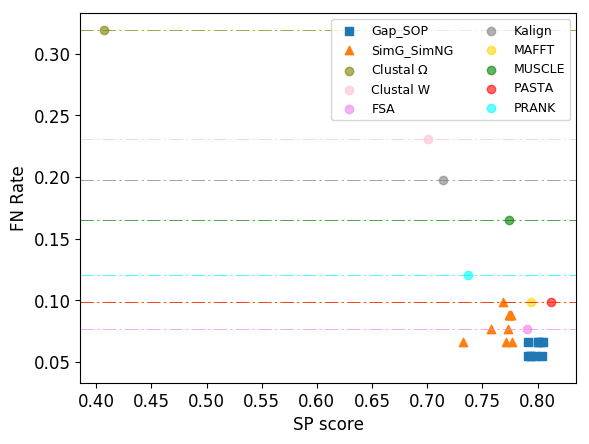 Gap_SOP
SimG_SimNG
Clustal Ω
Clustal W
FSA
Kalign
MAFFT
MUSCLE
PASTA
PRANK
FN Rate
0.30
0.25
0.20
0.15
0.10
0.05
0.40 0.45 0.50 0.55 0.60 0.65 0.70 0.75 0.80
SP score